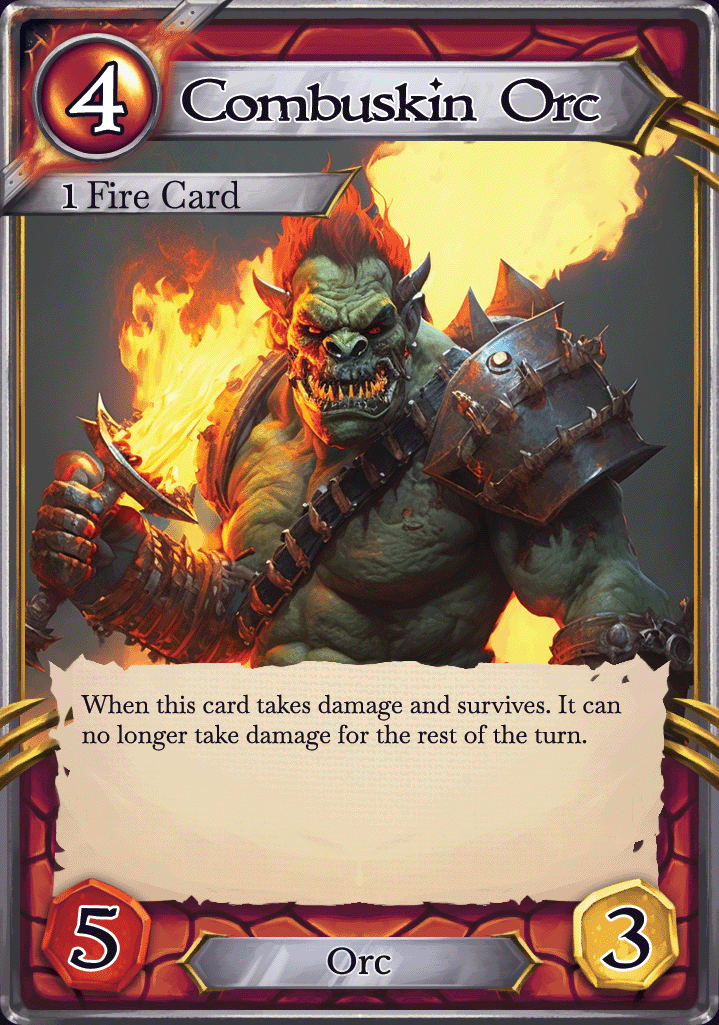 4
Combuskin Orc
1 Fire Card
When this card takes damage and survives. It can
no longer take damage for the rest of the turn.
5
Orc
3